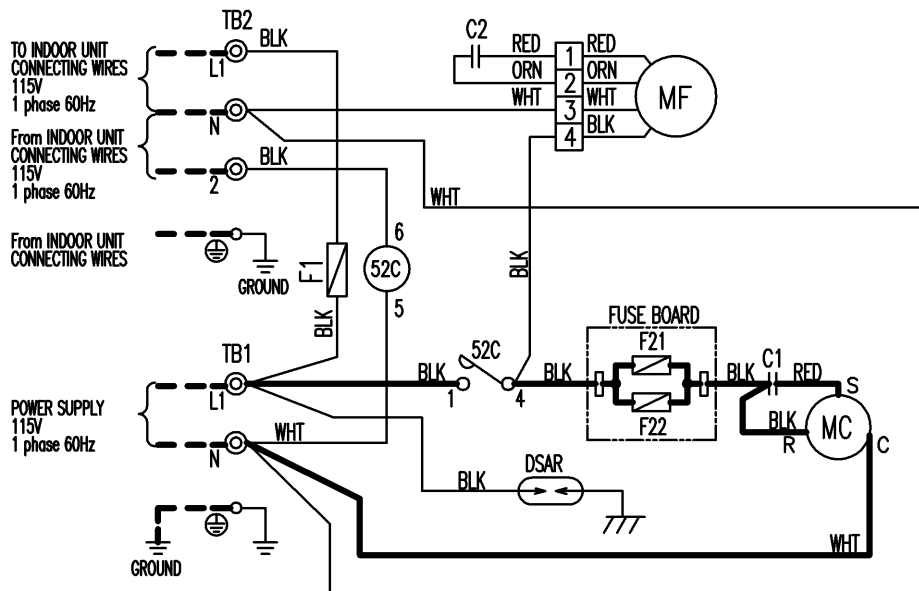 TB2
BLK
TO INDOOR UNIT
CONNECTING WIRES
115V
1 phase 60Hz
L1
N
From INDOOR UNIT
CONNECTING WIRES
115V
1 phase 60Hz
BLK
2
From INDOOR UNIT
CONNECTING WIRES
GROUND
F1
BLK
6
52C
5
C2
RED
1
RED
ORN
2
ORN
WHT
3
WHT
4
BLK
MF
WHT
BLK
TB1
POWER SUPPLY
115V
1 phase 60Hz
L1
N
WHT
GROUND
BLK
1
52C
4
BLK
FUSE BOARD
F21
F22
BLK
C1
RED
S
BLK
R
MC
C
BLK
DSAR
WHT